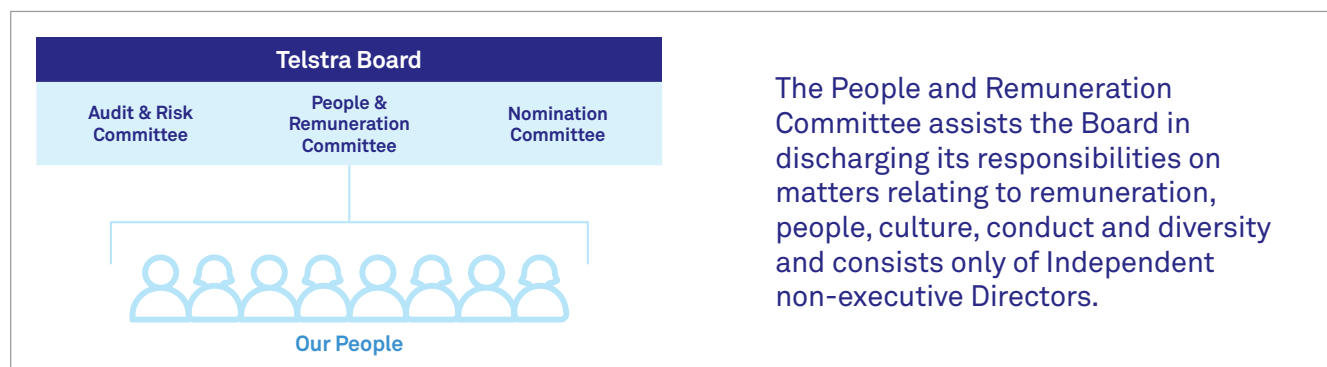 Telstra Board
Audit & Risk
Committee
People &
Remuneration
Committee
Nomination
Committee
Our People
The People and Remuneration
Committee assists the Board in
discharging its responsibilities on
matters relating to remuneration,
people, culture, conduct and diversity
and consists only of Independent
non-executive Directors.